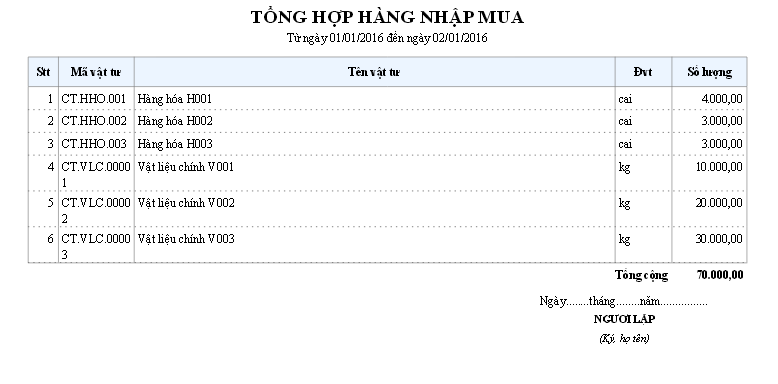 TỔNG HỢP HÀNG NHẬP MUA
Từ ngày 01/01/2016 đến ngày 02/01/2016
Stt Mã vật tư Tên vật tư Đvt Số lượng
1 CT.HHO.001 Hàng hóa H001 cai 4.000,00
2 CT.HHO.002 Hàng hóa H002 cai 3.000,00
3 CT.HHO.003 Hàng hóa H003 cai 3.000,00
4 CT.VLC.0000 Vật liệu chính V001 kg 10.000,00
1
5 CT.VLC.0000 Vật liệu chính V002 kg 20.000,00
2
6 CT.VLC.0000 Vật liệu chính V003 kg 30.000,00
3
Tổng cộng 70.000,00
Ngày........tháng........năm................
NGƯỜI LẬP
(Ký, họ tên)